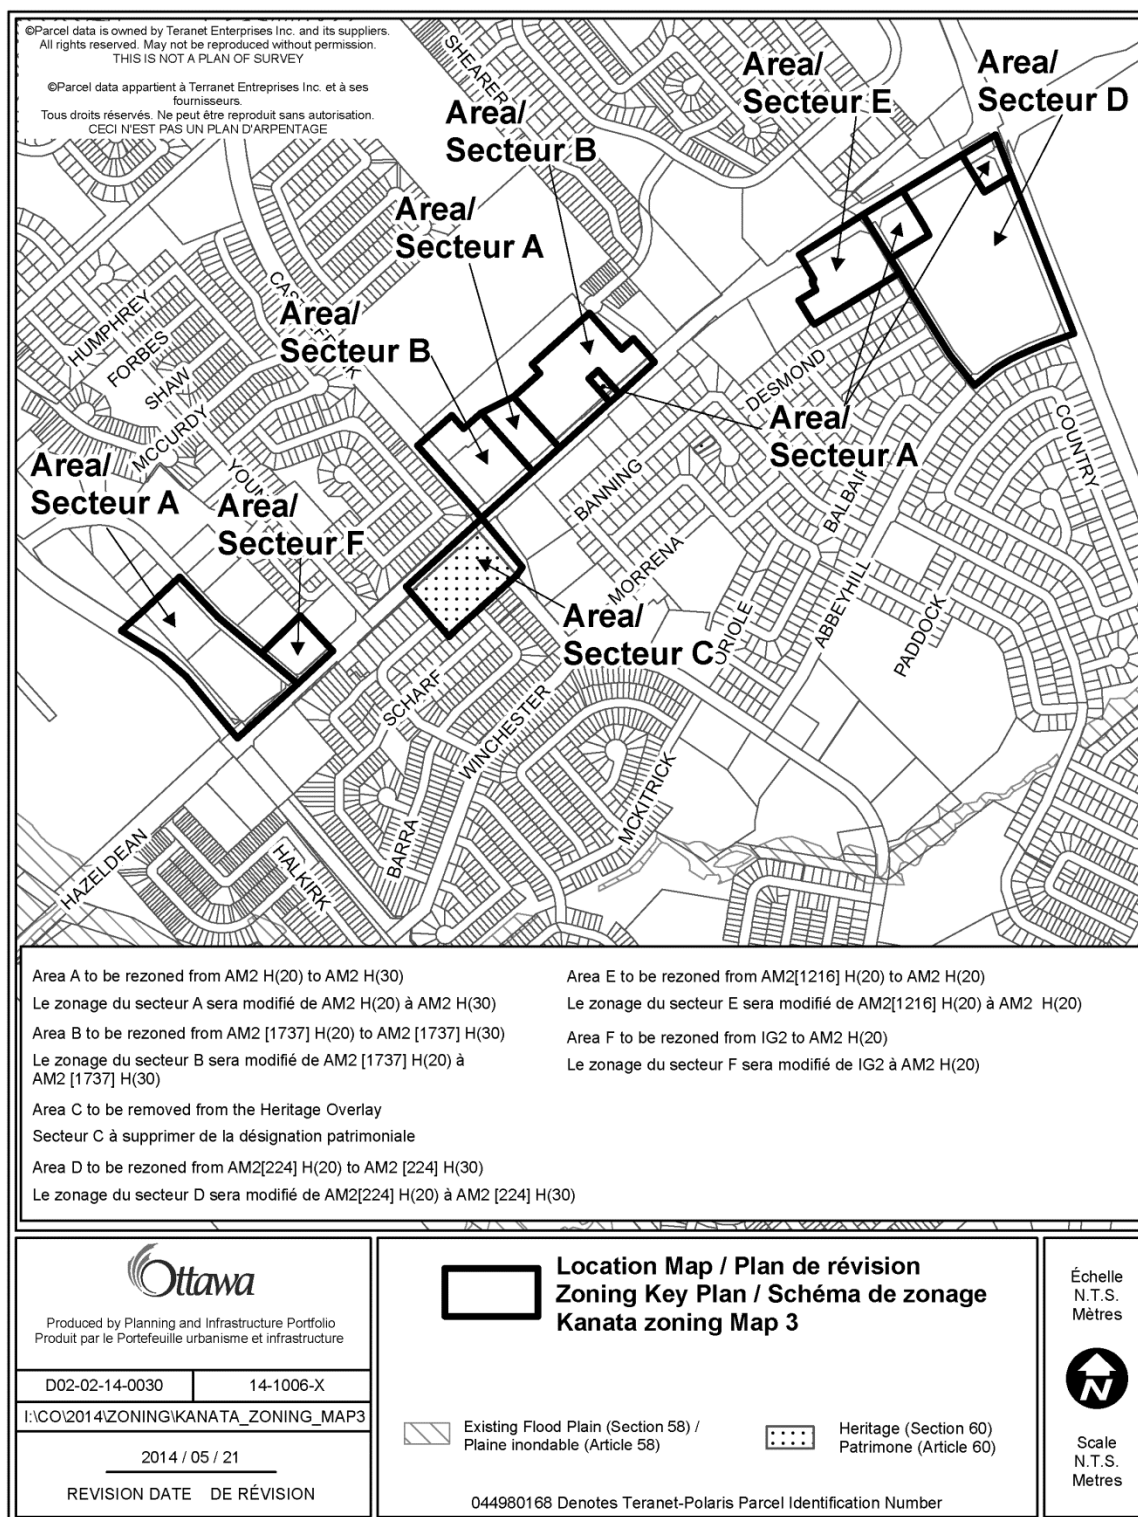 ©Parcel data is owned by Teranet Enterprises Inc. and its suppliers.
All rights reserved. May not be reproduced without permission.
THIS IS NOT A PLAN OF SURVEY
©Parcel data appartient à Terranet Entreprises Inc. et à ses
fournisseurs.
Tous droits réservés. Ne peut être reproduit sans autorisation.
CECI N'EST PAS UN PLAN D'ARPENTAGE
SHEARER
Area/
Secteur B
Area/
Secteur E
Area/
Secteur D
Area/
Secteur A
HUMPHREY
FORBES
SHAW
MCCURDY
Area/
Secteur B
DESMOND
Area/
Secteur A
COUNTRY
Area/
Secteur A
Area/
Secteur F
BANNING
MORRENA
ABBEYHILL
PADDOCK
Area/
Secteur C
SCHARF
WINCHESTER
MCKITRICK
BARRA
HALKIRK
HAZELDEAN
Area A to be rezoned from AM2 H(20) to AM2 H(30)
Le zonage du secteur A sera modifié de AM2 H(20) à AM2 H(30)
Area B to be rezoned from AM2 [1737] H(20) to AM2 [1737] H(30)
Le zonage du secteur B sera modifié de AM2 [1737] H(20) à
AM2 [1737] H(30)
Area C to be removed from the Heritage Overlay
Secteur C à supprimer de la désignation patrimoniale
Area D to be rezoned from AM2[224] H(20) to AM2 [224] H(30)
Le zonage du secteur D sera modifié de AM2[224] H(20) à AM2 [224] H(30)
Area E to be rezoned from AM2[1216] H(20) to AM2 H(20)
Le zonage du secteur E sera modifié de AM2[1216] H(20) à AM2 H(20)
Area F to be rezoned from IG2 to AM2 H(20)
Le zonage du secteur F sera modifié de IG2 à AM2 H(20)
Ottawa
Produced by Planning and Infrastructure Portfolio
Produit par le Portefeuille urbanisme et infrastructure
D02-02-14-0030
14-1006-X
I:\CO\2014\ZONING\KANATA_ZONING_MAP3
2014 / 05 / 21
REVISION DATE DE RÉVISION
Location Map / Plan de révision
Zoning Key Plan / Schéma de zonage
Kanata zoning Map 3
Existing Flood Plain (Section 58) /
Plaine inondable (Article 58)
Heritage (Section 60)
Patrimone (Article 60)
044980168 Denotes Teranet-Polaris Parcel Identification Number
Échelle
N.T.S.
Mètres
N
Scale
N.T.S.
Metres